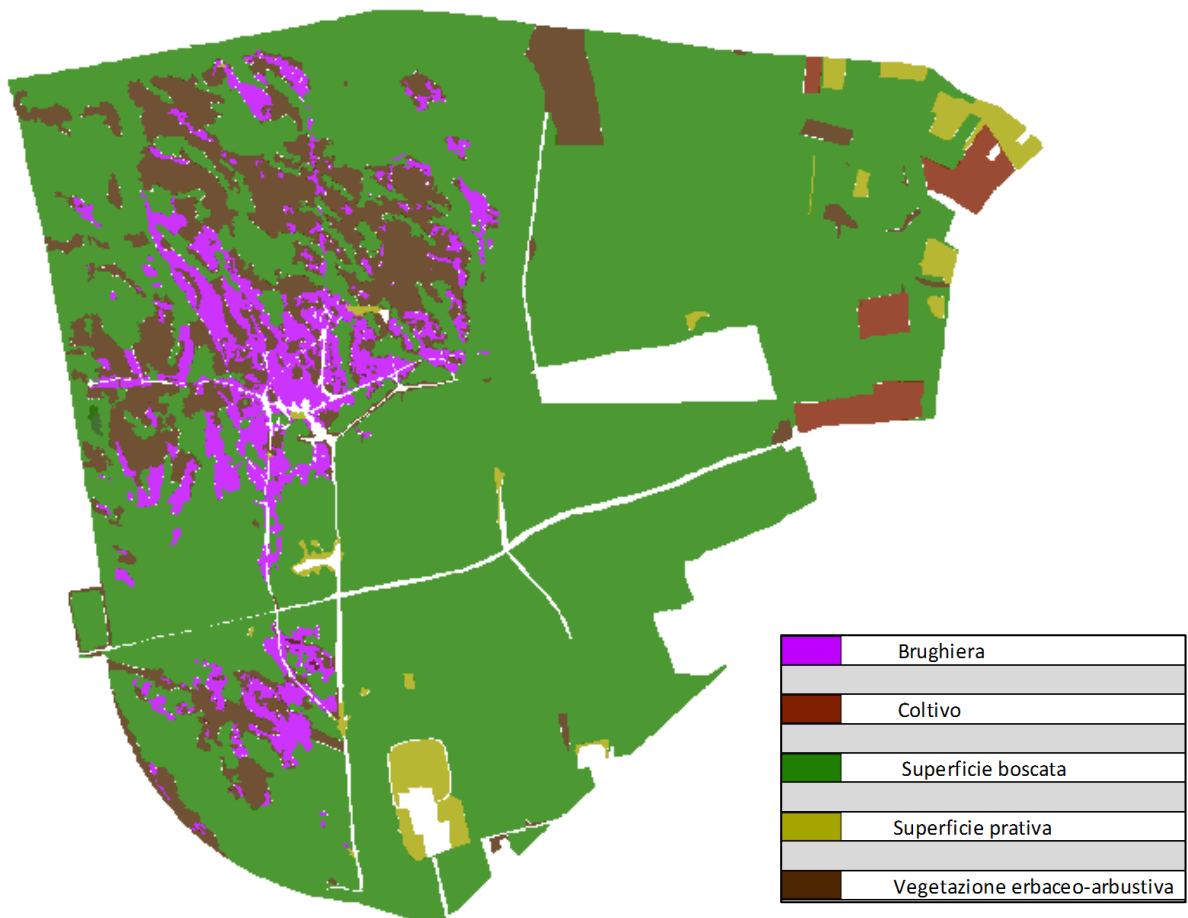 Brughiera
Coltivo
Superficie boscata
Superficie prativa
Vegetazione erbaceo-arbustiva